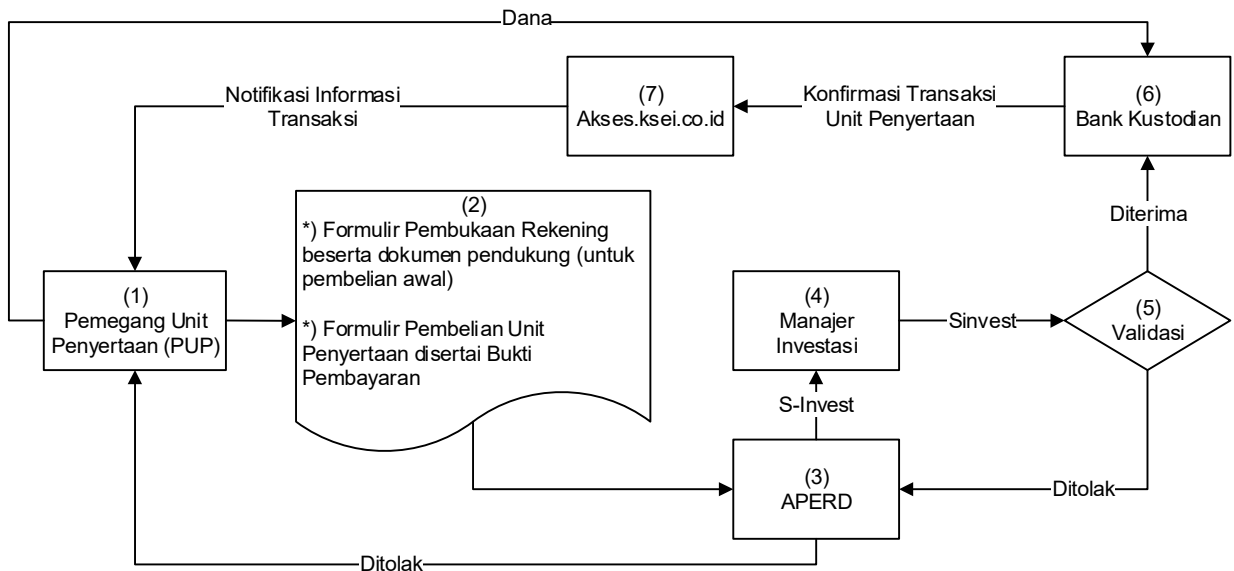 Dana
(7)
Akses.ksei.co.id
(6)
Bank Kustodian
Notifikasi Informasi
Transaksi
Konfirmasi Transaksi
Unit Penyertaan
(2)
*) Formulir Pembukaan Rekening
beserta dokumen pendukung (untuk
pembelian awal)
*) Formulir Pembelian Unit
Penyertaan disertai Bukti
Pembayaran
Diterima
(1)
Pemegang Unit
Penyertaan (PUP)
(4)
Manajer
Investasi
Sinvest
(5)
Validasi
S-Invest
(3)
APERD
Ditolak
Ditolak